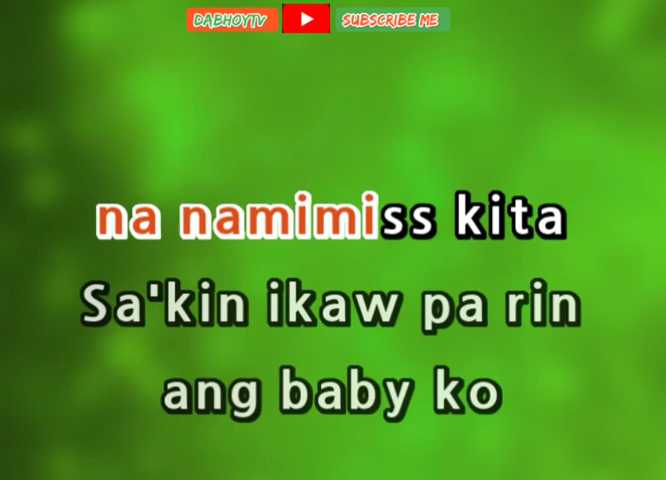 DABHOYTV SUBSCRIBE ME
na namimiss kita
Sa'kin ikaw pa rin
ang baby ko